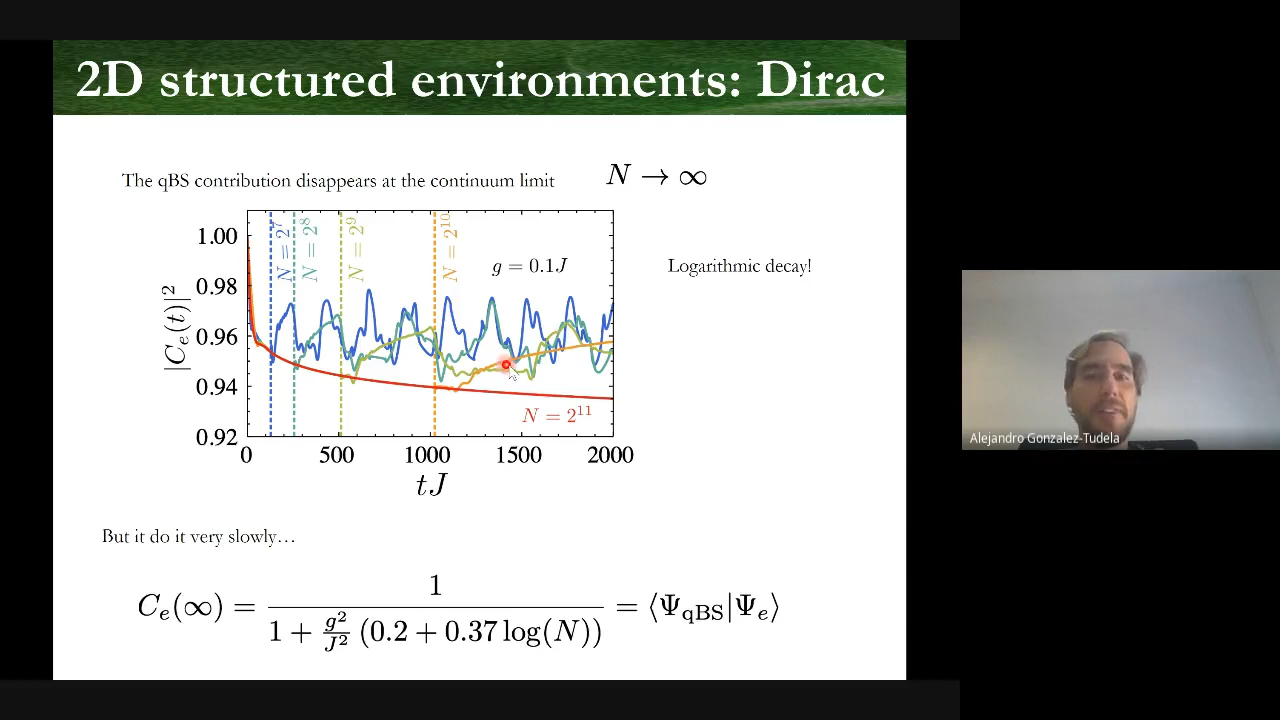 2D structured environments: Dirac
The qBS contribution disappears at the continuum limit N → ∞
1.00
0.98
0.96
0.94
0.92
|C_e(t)|^2
N = 2^7
N = 2^8
N = 2^9
N = 2^10
g = 0.1J
N = 2^11
0 500 1000 1500 2000
tJ
Logarithmic decay!
Alejandro Gonzalez-Tudela
But it do it very slowly…
C_e(∞) = 1 / (1 + g^2/J^2 (0.2 + 0.37 log(N))) = ⟨Ψ_qBS|Ψ_e⟩